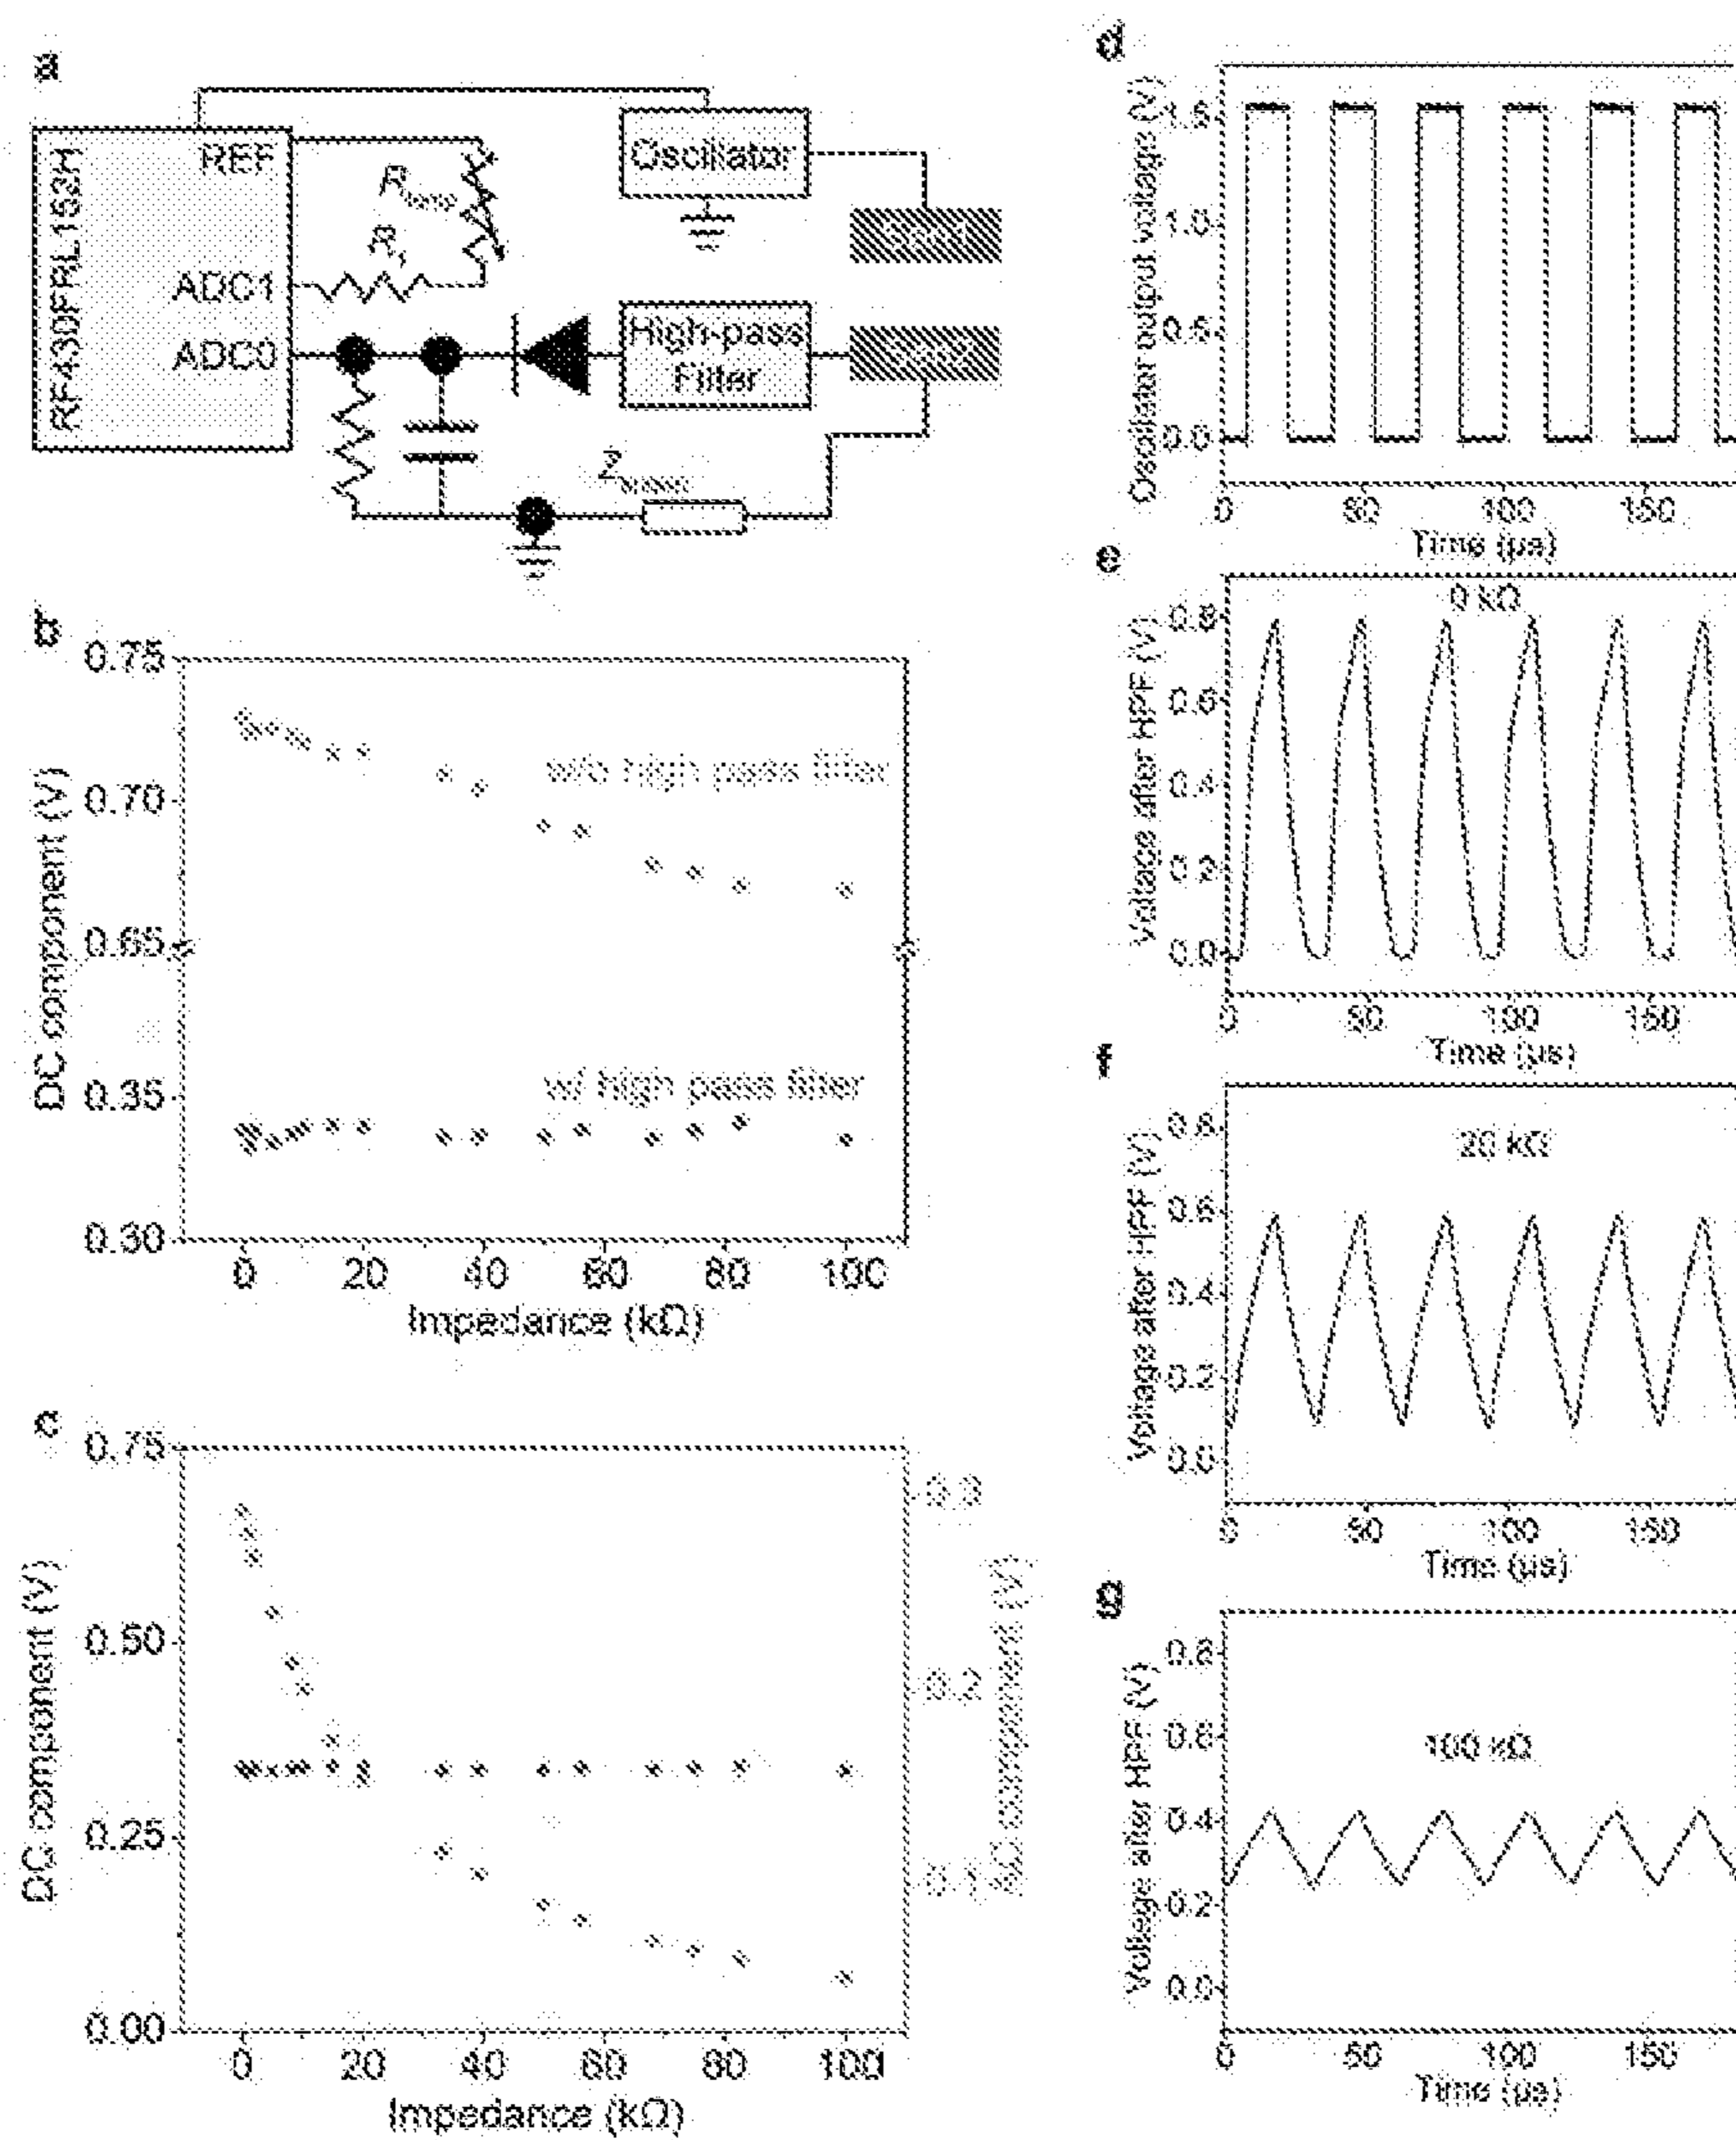 a
RF430FRL152H
REF
ADC1
ADC0
R
R
Oscillator
High-pass
Filter
Z
b
DC component (V)
0.75
0.70
0.65
0.35
0.30
w/o high pass filter
w/ high pass filter
0 20 40 60 80 100
Impedance (kΩ)
c
DC component (V)
0.75
0.50
0.25
0.00
0.3
0.2
0.1
AC component (V)
0 20 40 60 80 100
Impedance (kΩ)
d
Oscillator output voltage (V)
1.5
1.0
0.5
0.0
0 50 100 150
Time (µs)
e
Voltage after HPF (V)
0 kΩ
0.8
0.6
0.4
0.2
0.0
0 50 100 150
Time (µs)
f
Voltage after HPF (V)
20 kΩ
0.8
0.6
0.4
0.2
0.0
0 50 100 150
Time (µs)
g
Voltage after HPF (V)
100 kΩ
0.8
0.6
0.4
0.2
0.0
0 50 100 150
Time (µs)